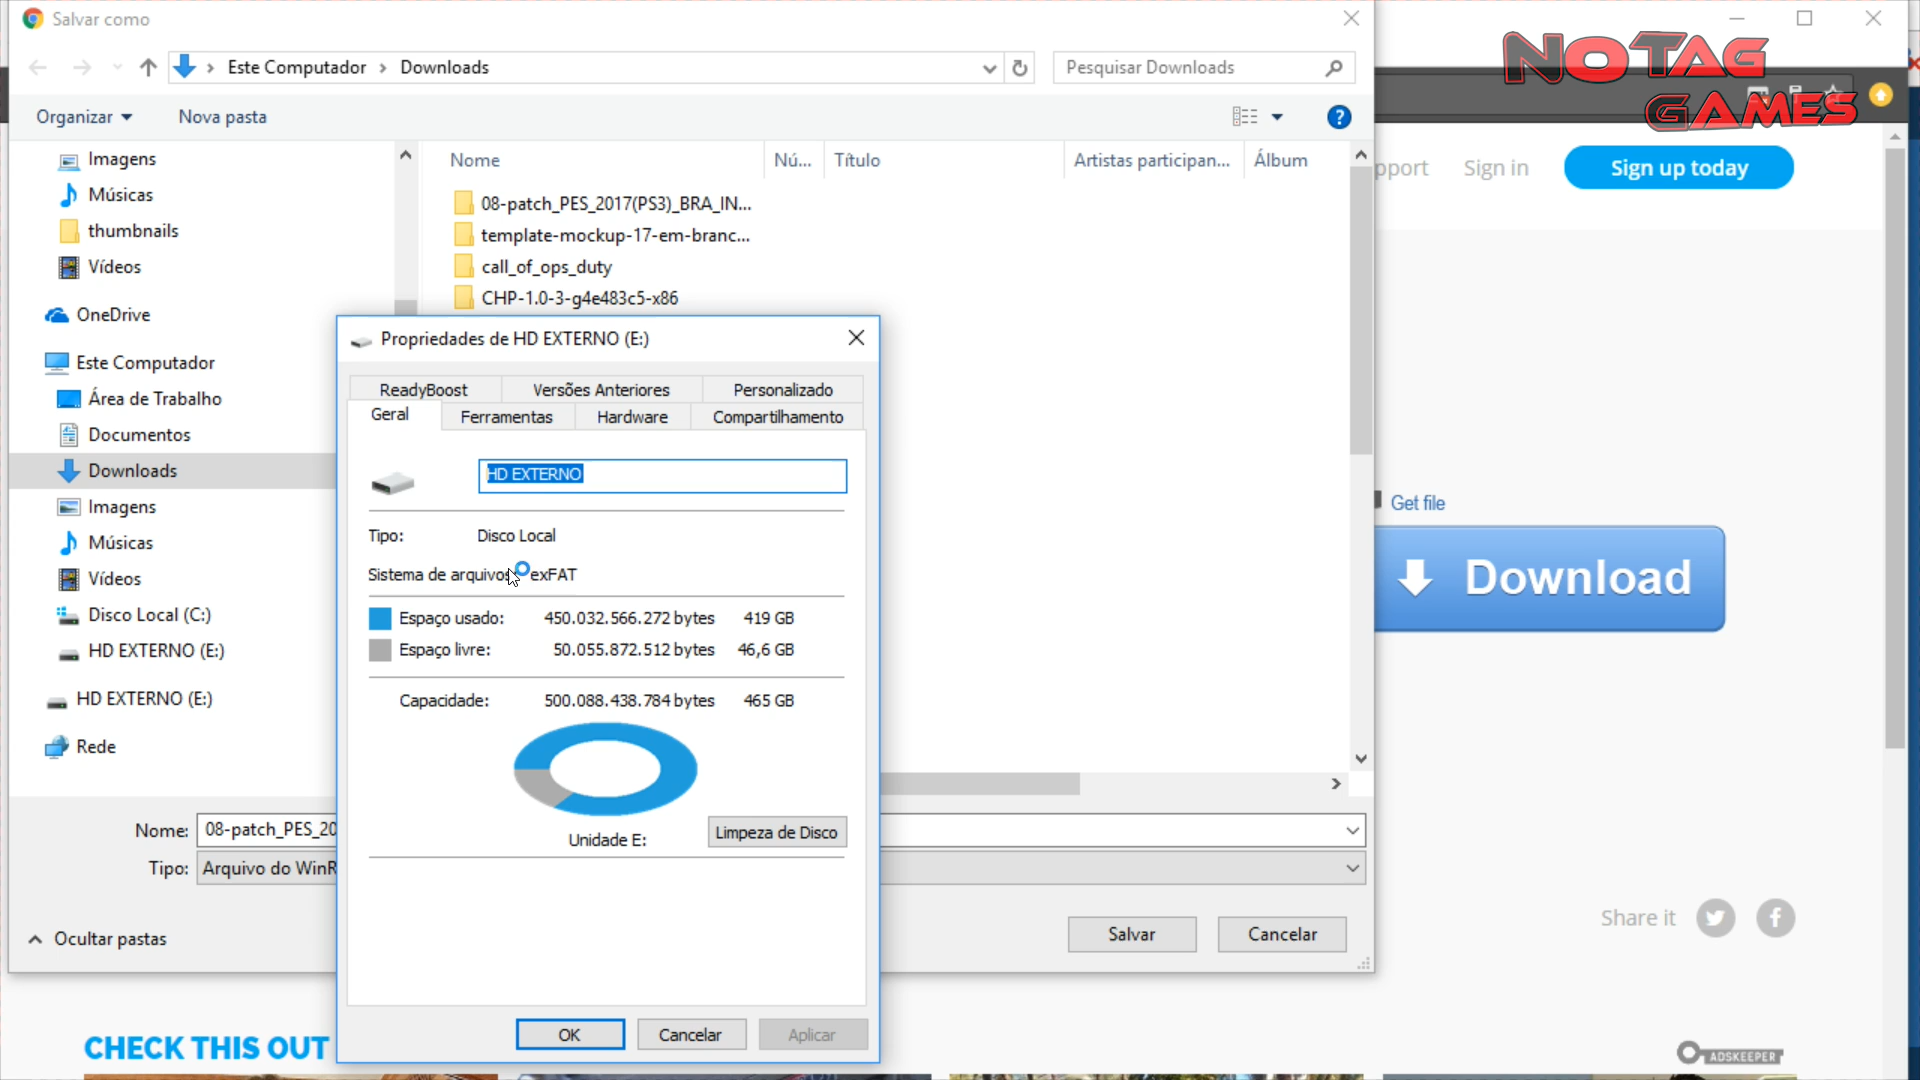 Salvar como
NoTag
Games
Este Computador
Downloads
Pesquisar Downloads
Organizar
Nova pasta
?
Imagens
Músicas
thumbnails
Vídeos
OneDrive
Este Computador
Área de Trabalho
Documentos
Downloads
Imagens
Músicas
Vídeos
Disco Local (C:)
HD EXTERNO (E:)
HD EXTERNO (E:)
Rede
Nome
Nú...
Título
Artistas participan...
Álbum
08-patch_PES_2017(PS3)_BRA_IN...
template-mockup-17-em-branc...
call_of_ops_duty
CHP-1.0-3-g4e483c5-x86
Propriedades de HD EXTERNO (E:)
ReadyBoost
Versões Anteriores
Personalizado
Geral
Ferramentas
Hardware
Compartilhamento
HD EXTERNO
Tipo:
Disco Local
Sistema de arquivos
exFAT
Espaço usado:
450.032.566.272 bytes
419 GB
Espaço livre:
50.055.872.512 bytes
46,6 GB
Capacidade:
500.088.438.784 bytes
465 GB
Unidade E:
Limpeza de Disco
OK
Cancelar
Aplicar
Nome:
08-patch_PES_20
Tipo:
Arquivo do WinR
Ocultar pastas
Salvar
Cancelar
pport
Sign in
Sign up today
Get file
Download
Share it
CHECK THIS OUT
ADSKEEPER